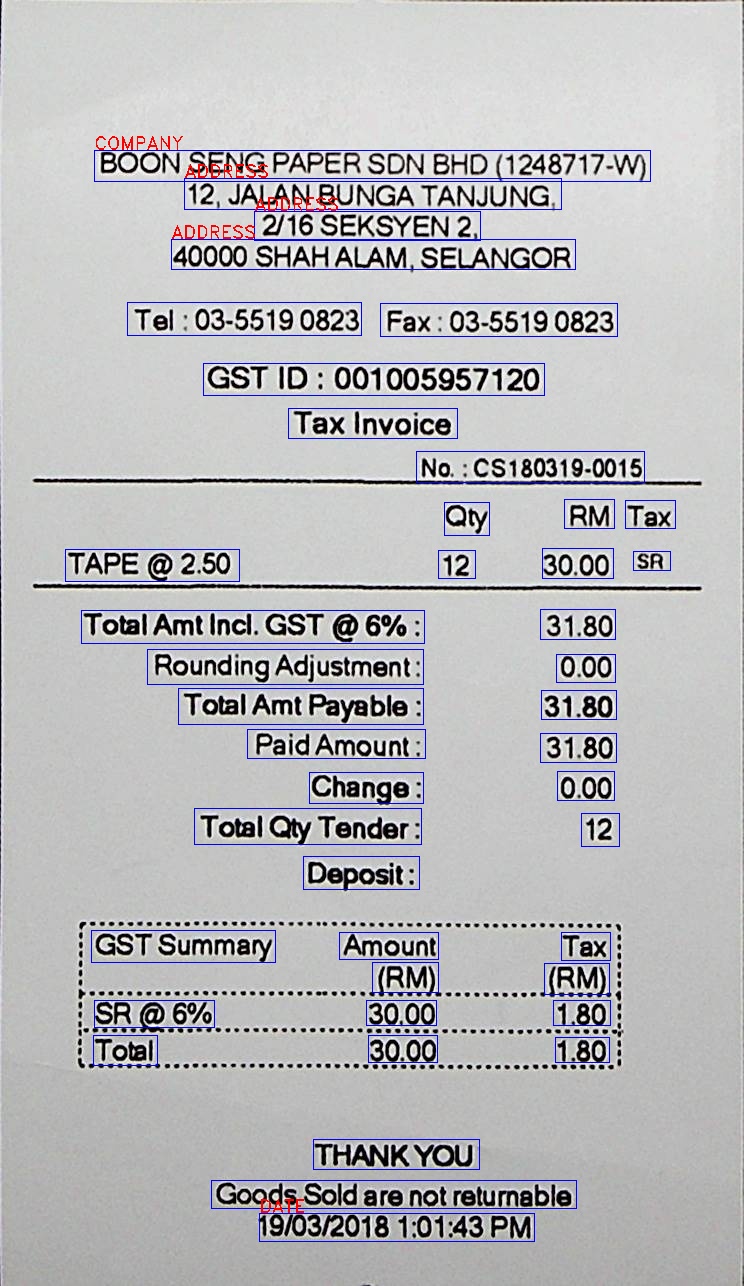 COMPANY
BOON SENG PAPER SDN BHD (1248717-W)
ADDRESS
12, JALAN BUNGA TANJUNG,
ADDRESS
2/16 SEKSYEN 2,
ADDRESS
40000 SHAH ALAM, SELANGOR
Tel : 03-5519 0823 Fax : 03-5519 0823
GST ID : 001005957120
Tax Invoice
No. : CS180319-0015
Qty RM Tax
TAPE @ 2.50 12 30.00 SR
Total Amt Incl. GST @ 6% : 31.80
Rounding Adjustment : 0.00
Total Amt Payable : 31.80
Paid Amount : 31.80
Change : 0.00
Total Qty Tender : 12
Deposit :
GST Summary Amount Tax
(RM) (RM)
SR @ 6% 30.00 1.80
Total 30.00 1.80
THANK YOU
Goods Sold are not returnable
DATE
19/03/2018 1:01:43 PM